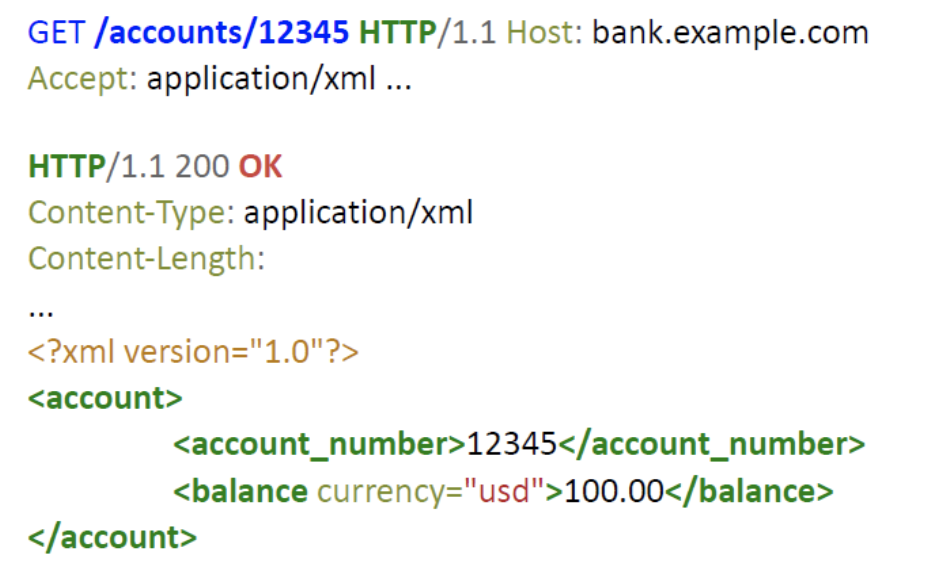 GET /accounts/12345 HTTP/1.1 Host: bank.example.com
Accept: application/xml ...
HTTP/1.1 200 OK
Content-Type: application/xml
Content-Length:
...
<?xml version="1.0"?>
<account>
<account_number>12345</account_number>
<balance currency="usd">100.00</balance>
</account>